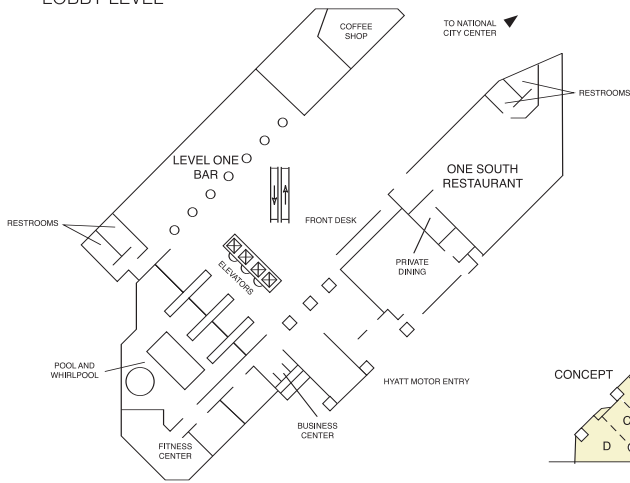 LOBBY LEVEL
COFFEE
SHOP
TO NATIONAL
CITY CENTER
RESTROOMS
LEVEL ONE
BAR
ONE SOUTH
RESTAURANT
RESTROOMS
FRONT DESK
PRIVATE
DINING
ELEVATORS
POOL AND
WHIRLPOOL
HYATT MOTOR ENTRY
CONCEPT
BUSINESS
CENTER
FITNESS
CENTER
D